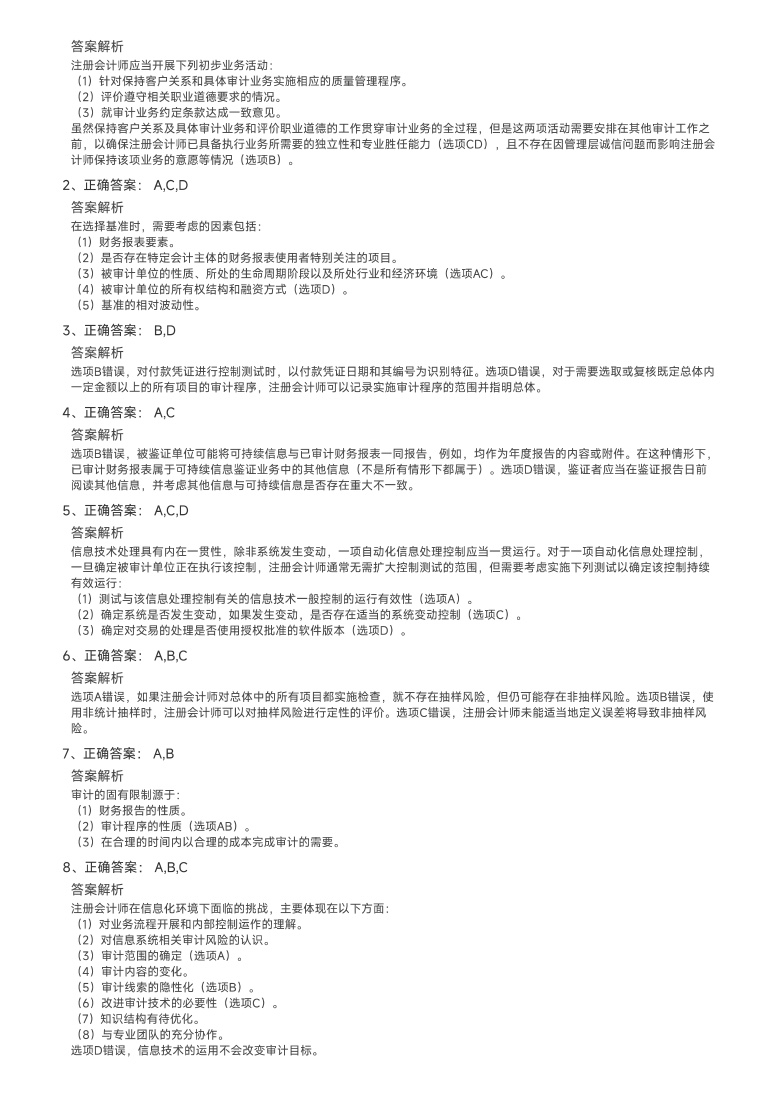 答案解析
注册会计师应当开展下列初步业务活动：
（1）针对保持客户关系和具体审计业务实施相应的质量管理程序。
（2）评价遵守相关职业道德要求的情况。
（3）就审计业务约定条款达成一致意见。
虽然保持客户关系及具体审计业务和评价职业道德的工作贯穿审计业务的全过程，但是这两项活动需要安排在其他审计工作之
前，以确保注册会计师已具备执行业务所需要的独立性和专业胜任能力（选项CD），且不存在因管理层诚信问题而影响注册会
计师保持该项业务的意愿等情况（选项B）。
2、正确答案： A,C,D
答案解析
在选择基准时，需要考虑的因素包括：
（1）财务报表要素。
（2）是否存在特定会计主体的财务报表使用者特别关注的项目。
（3）被审计单位的性质、所处的生命周期阶段以及所处行业和经济环境（选项AC）。
（4）被审计单位的所有权结构和融资方式（选项D）。
（5）基准的相对波动性。
3、正确答案： B,D
答案解析
选项B错误，对付款凭证进行控制测试时，以付款凭证日期和其编号为识别特征。选项D错误，对于需要选取或复核既定总体内
一定金额以上的所有项目的审计程序，注册会计师可以记录实施审计程序的范围并指明总体。
4、正确答案： A,C
答案解析
选项B错误，被鉴证单位可能将可持续信息与已审计财务报表一同报告，例如，均作为年度报告的内容或附件。在这种情形下，
已审计财务报表属于可持续信息鉴证业务中的其他信息（不是所有情形下都属于）。选项D错误，鉴证者应当在鉴证报告日前
阅读其他信息，并考虑其他信息与可持续信息是否存在重大不一致。
5、正确答案： A,C,D
答案解析
信息技术处理具有内在一贯性，除非系统发生变动，一项自动化信息处理控制应当一贯运行。对于一项自动化信息处理控制，
一旦确定被审计单位正在执行该控制，注册会计师通常无需扩大控制测试的范围，但需要考虑实施下列测试以确定该控制持续
有效运行：
（1）测试与该信息处理控制有关的信息技术一般控制的运行有效性（选项A）。
（2）确定系统是否发生变动，如果发生变动，是否存在适当的系统变动控制（选项C）。
（3）确定对交易的处理是否使用授权批准的软件版本（选项D）。
6、正确答案： A,B,C
答案解析
选项A错误，如果注册会计师对总体中的所有项目都实施检查，就不存在抽样风险，但仍可能存在非抽样风险。选项B错误，使
用非统计抽样时，注册会计师可以对抽样风险进行定性的评价。选项C错误，注册会计师未能适当地定义误差将导致非抽样风
险。
7、正确答案： A,B
答案解析
审计的固有限制源于：
（1）财务报告的性质。
（2）审计程序的性质（选项AB）。
（3）在合理的时间内以合理的成本完成审计的需要。
8、正确答案： A,B,C
答案解析
注册会计师在信息化环境下面临的挑战，主要体现在以下方面：
（1）对业务流程开展和内部控制运作的理解。
（2）对信息系统相关审计风险的认识。
（3）审计范围的确定（选项A）。
（4）审计内容的变化。
（5）审计线索的隐性化（选项B）。
（6）改进审计技术的必要性（选项C）。
（7）知识结构有待优化。
（8）与专业团队的充分协作。
选项D错误，信息技术的运用不会改变审计目标。